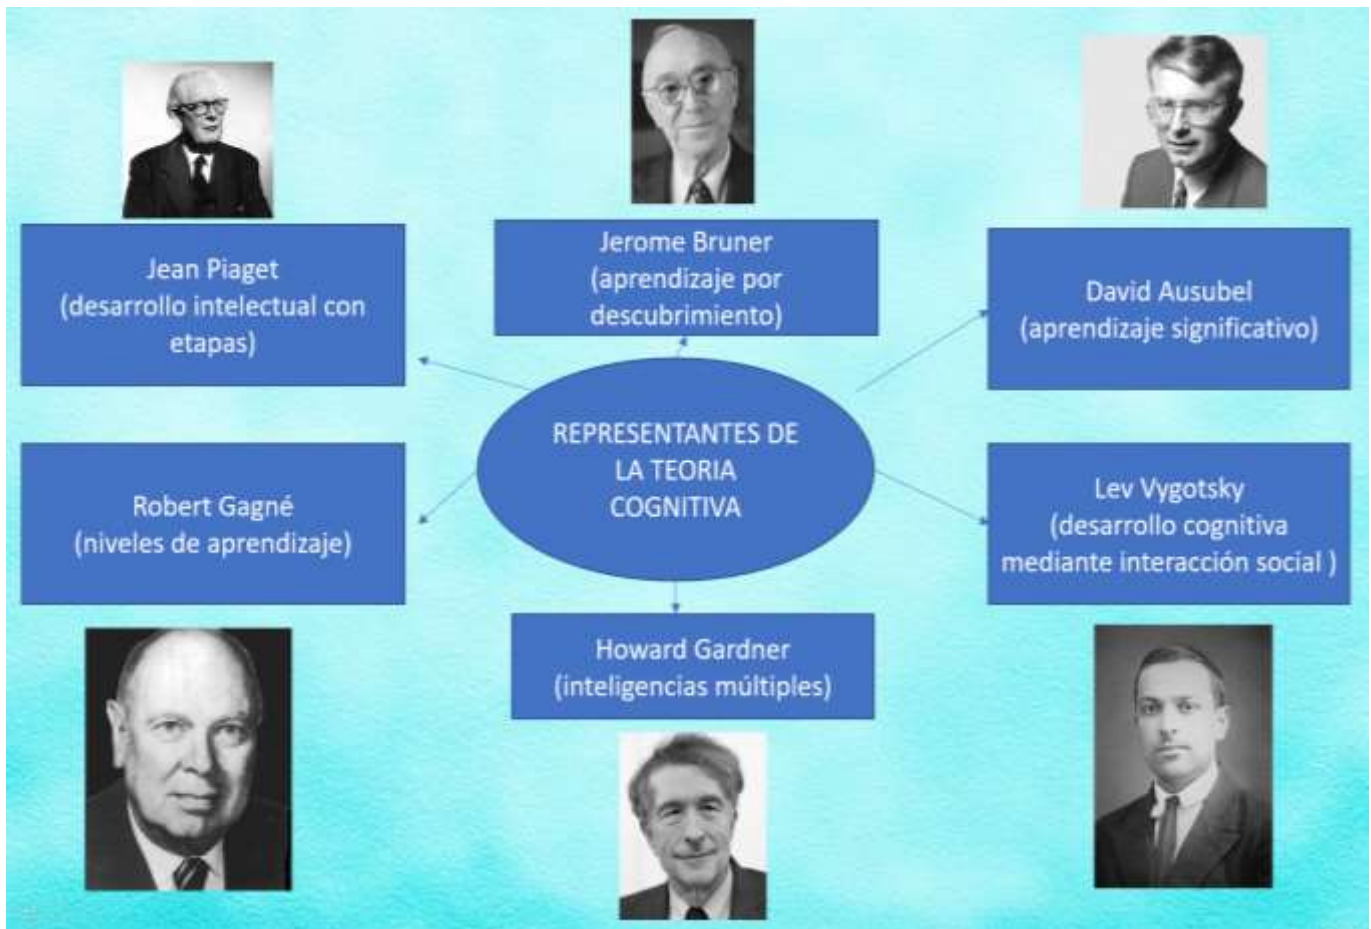 Jean Piaget
(desarrollo intelectual con
etapas)
Jerome Bruner
(aprendizaje por
descubrimiento)
David Ausubel
(aprendizaje significativo)
REPRESENTANTES DE
LA TEORIA
COGNITIVA
Robert Gagné
(niveles de aprendizaje)
Lev Vygotsky
(desarrollo cognitiva
mediante interacción social )
Howard Gardner
(inteligencias múltiples)